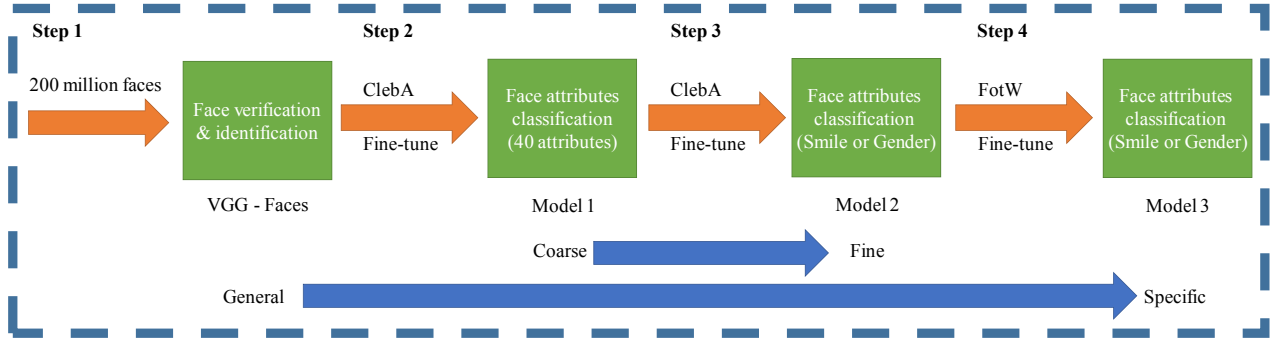 Step 1
Step 2
Step 3
Step 4
200 million faces
Face verification
& identification
VGG - Faces
ClebA
Fine-tune
Face attributes
classification
(40 attributes)
Model 1
ClebA
Fine-tune
Face attributes
classification
(Smile or Gender)
Model 2
FotW
Fine-tune
Face attributes
classification
(Smile or Gender)
Model 3
Coarse
Fine
General
Specific